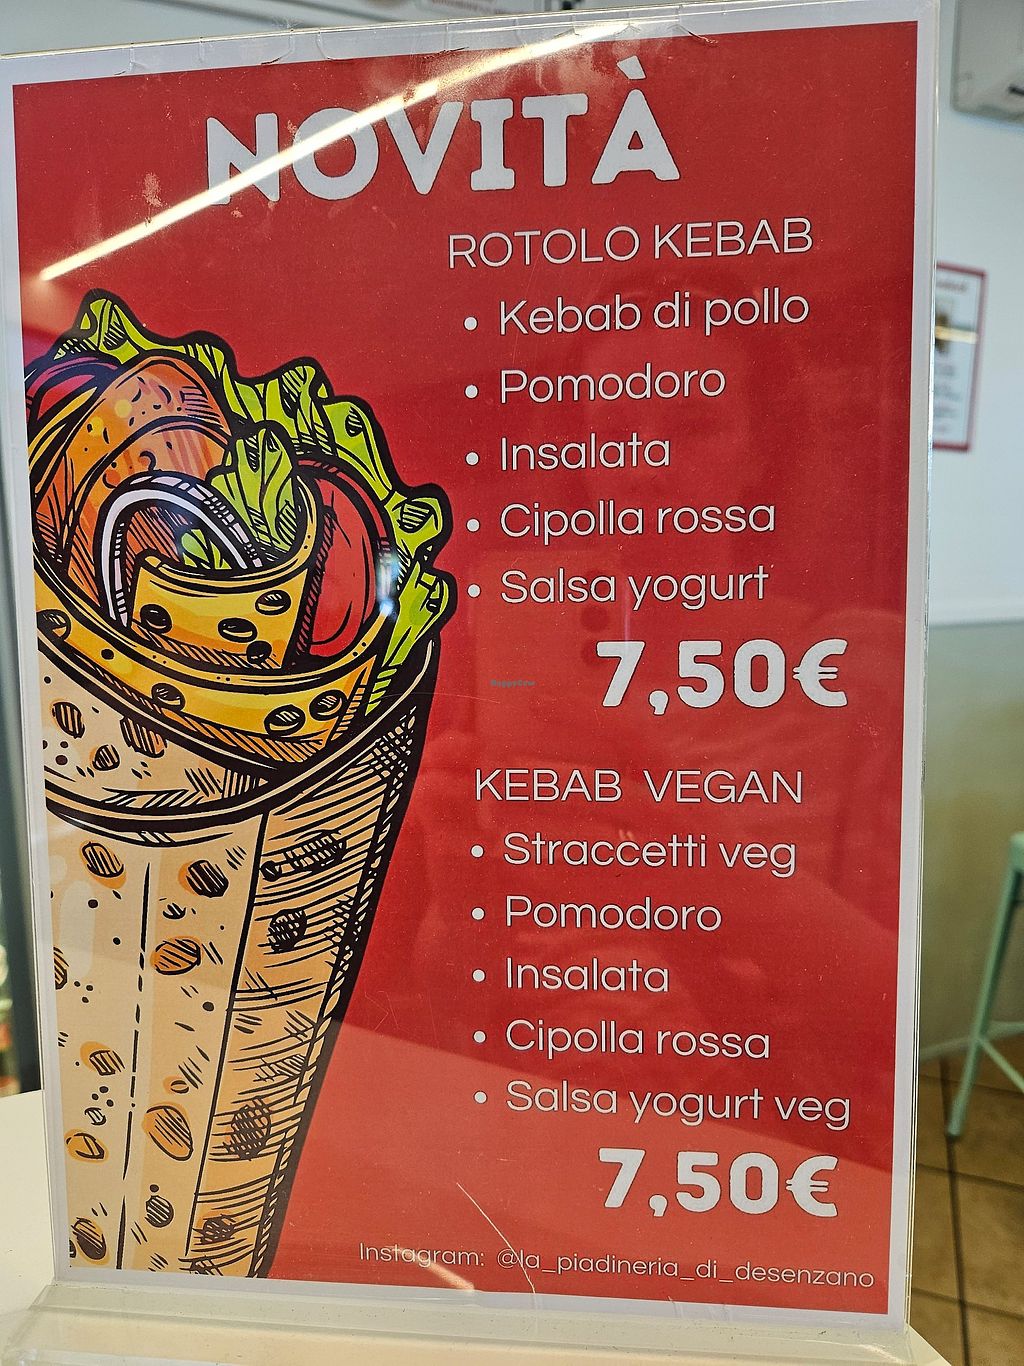 NOVITÀ
ROTOLO KEBAB
• Kebab di pollo
• Pomodoro
• Insalata
• Cipolla rossa
• Salsa yogurt
7,50€
HappyCow
KEBAB VEGAN
• Straccetti veg
• Pomodoro
• Insalata
• Cipolla rossa
• Salsa yogurt veg
7,50€
Instagram: @la_piadineria_di_desenzano